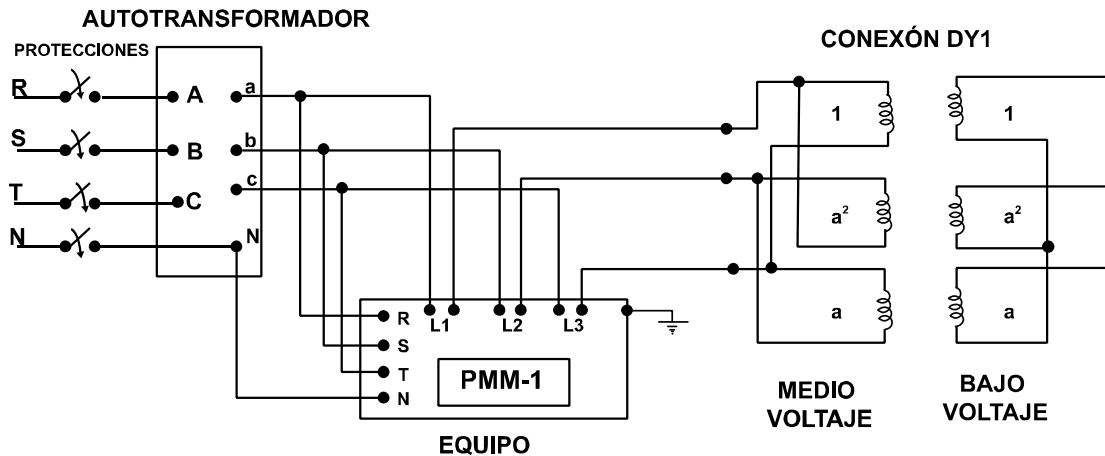 AUTOTRANSFORMADOR
PROTECCIONES
CONEXÓN DY1
R
A
a
S
B
b
T
C
c
N
N
1
1
a²
a²
a
a
R
L1
L2
L3
S
T
N
PMM-1
EQUIPO
MEDIO
VOLTAJE
BAJO
VOLTAJE